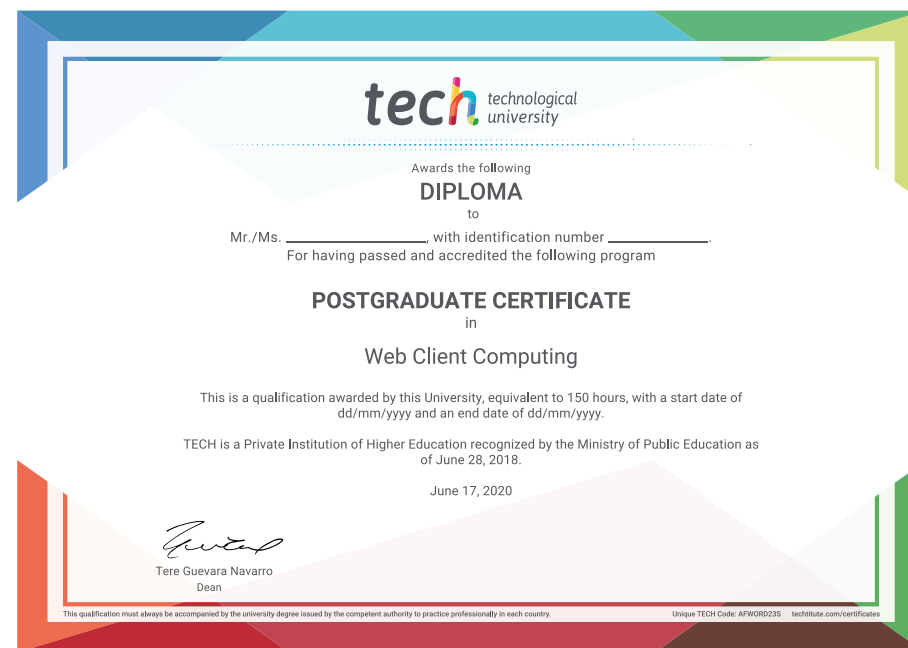 tech technological
university
Awards the following
DIPLOMA
to
Mr./Ms. ____________, with identification number ____________.
For having passed and accredited the following program
POSTGRADUATE CERTIFICATE
in
Web Client Computing
This is a qualification awarded by this University, equivalent to 150 hours, with a start date of
dd/mm/yyyy and an end date of dd/mm/yyyy.
TECH is a Private Institution of Higher Education recognized by the Ministry of Public Education as
of June 28, 2018.
June 17, 2020
Tere Guevara Navarro
Dean
This qualification must always be accompanied by the university degree issued by the competent authority to practice professionally in each country. Unique TECH Code: AFWORD23S techtitute.com/certificates